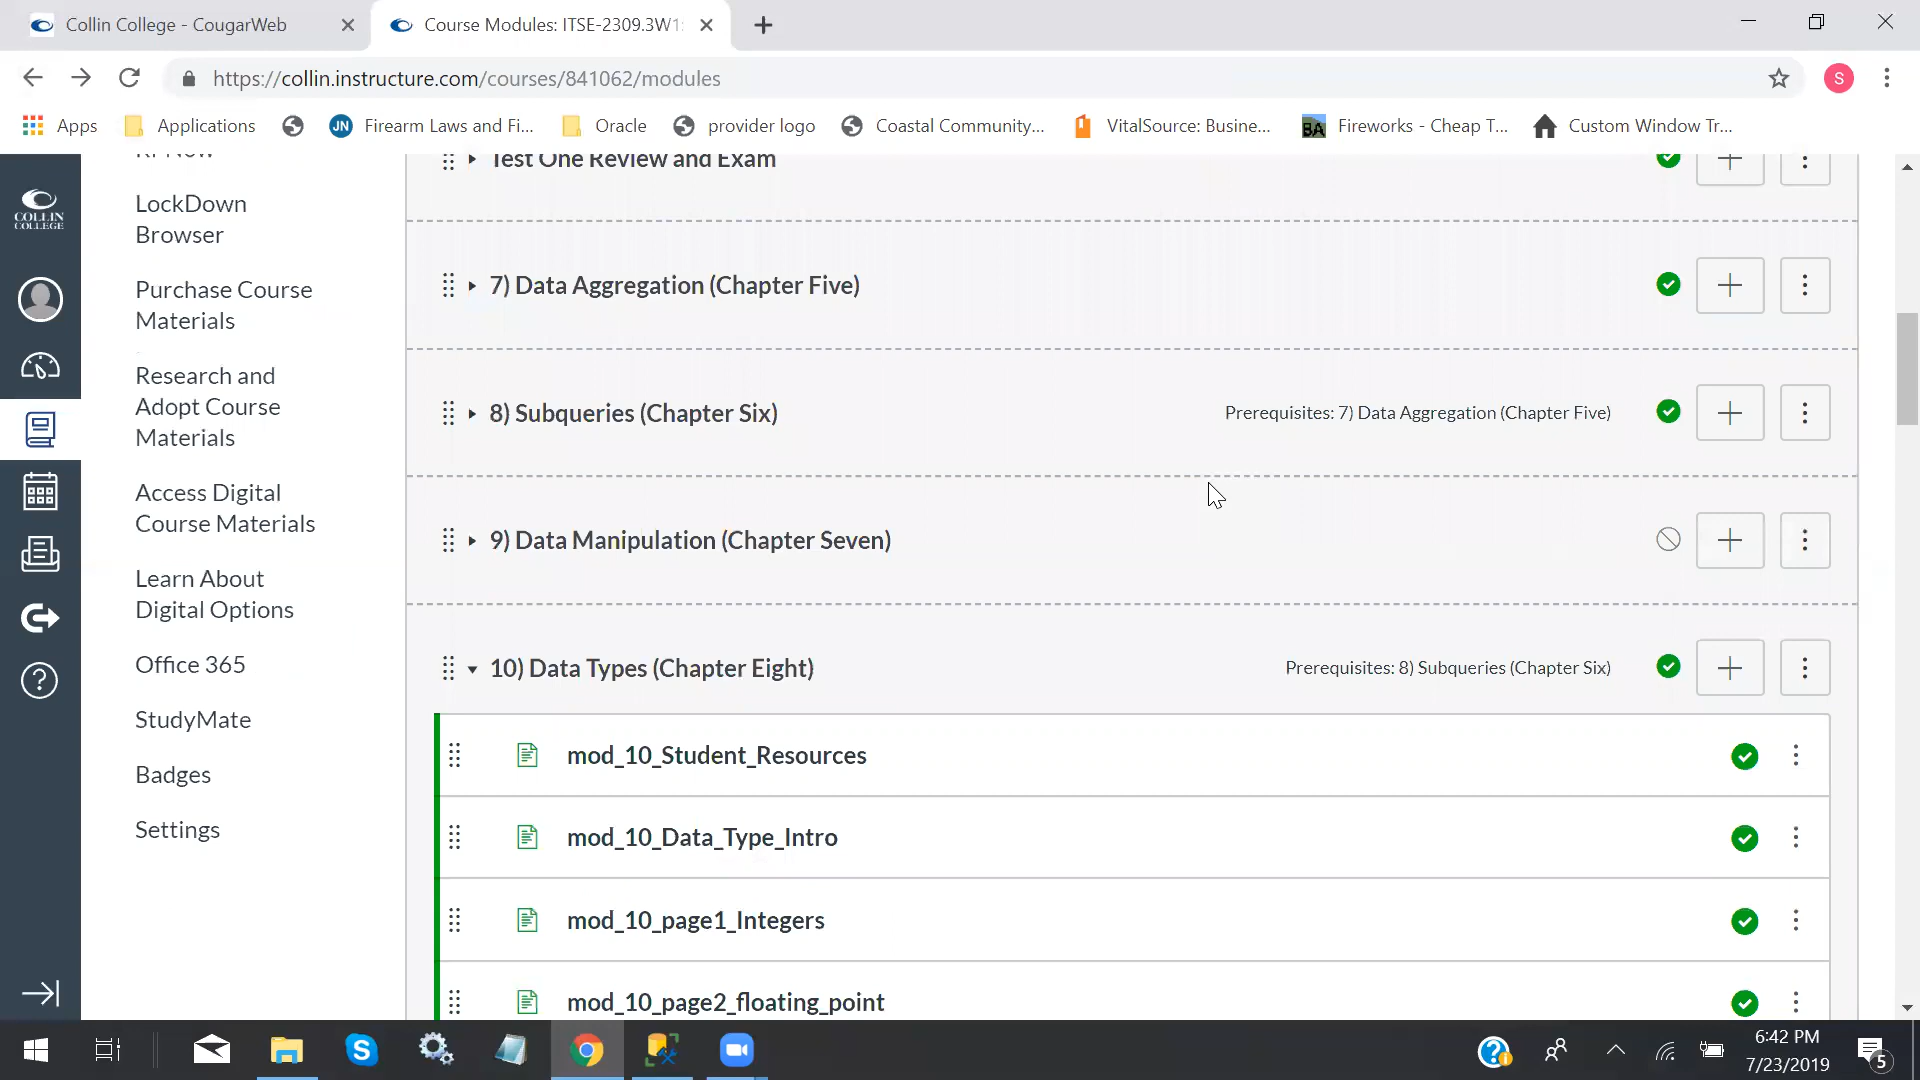 Collin College - CougarWeb
Course Modules: ITSE-2309.3W1
https://collin.instructure.com/courses/841062/modules
S
Apps
Applications
JN
Firearm Laws and Fi...
Oracle
provider logo
Coastal Community...
VitalSource: Busine...
BA
Fireworks - Cheap T...
Custom Window Tr...
COLLIN
COLLEGE
LockDown
Browser
Purchase Course
Materials
Research and
Adopt Course
Materials
Access Digital
Course Materials
Learn About
Digital Options
Office 365
StudyMate
Badges
Settings
Test One Review and Exam
7) Data Aggregation (Chapter Five)
8) Subqueries (Chapter Six)
Prerequisites: 7) Data Aggregation (Chapter Five)
9) Data Manipulation (Chapter Seven)
10) Data Types (Chapter Eight)
Prerequisites: 8) Subqueries (Chapter Six)
mod_10_Student_Resources
mod_10_Data_Type_Intro
mod_10_page1_Integers
mod_10_page2_floating_point
6:42 PM
7/23/2019
5